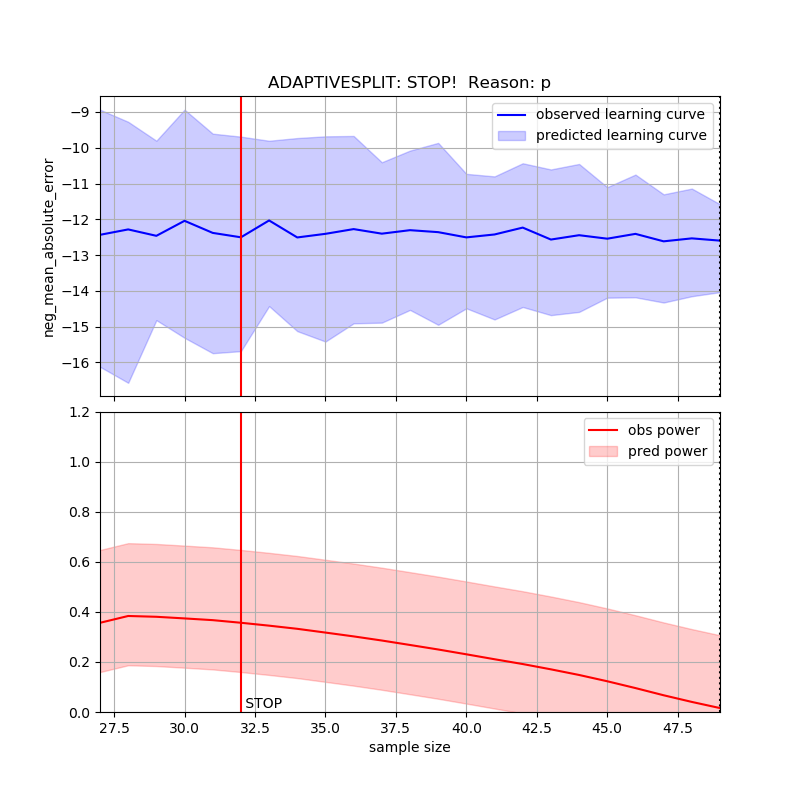 ADAPTIVESPLIT: STOP!  Reason: p
observed learning curve
predicted learning curve
neg_mean_absolute_error
−9
−10
−11
−12
−13
−14
−15
−16
obs power
pred power
1.2
1.0
0.8
0.6
0.4
0.2
0.0
STOP
27.5 30.0 32.5 35.0 37.5 40.0 42.5 45.0 47.5
sample size